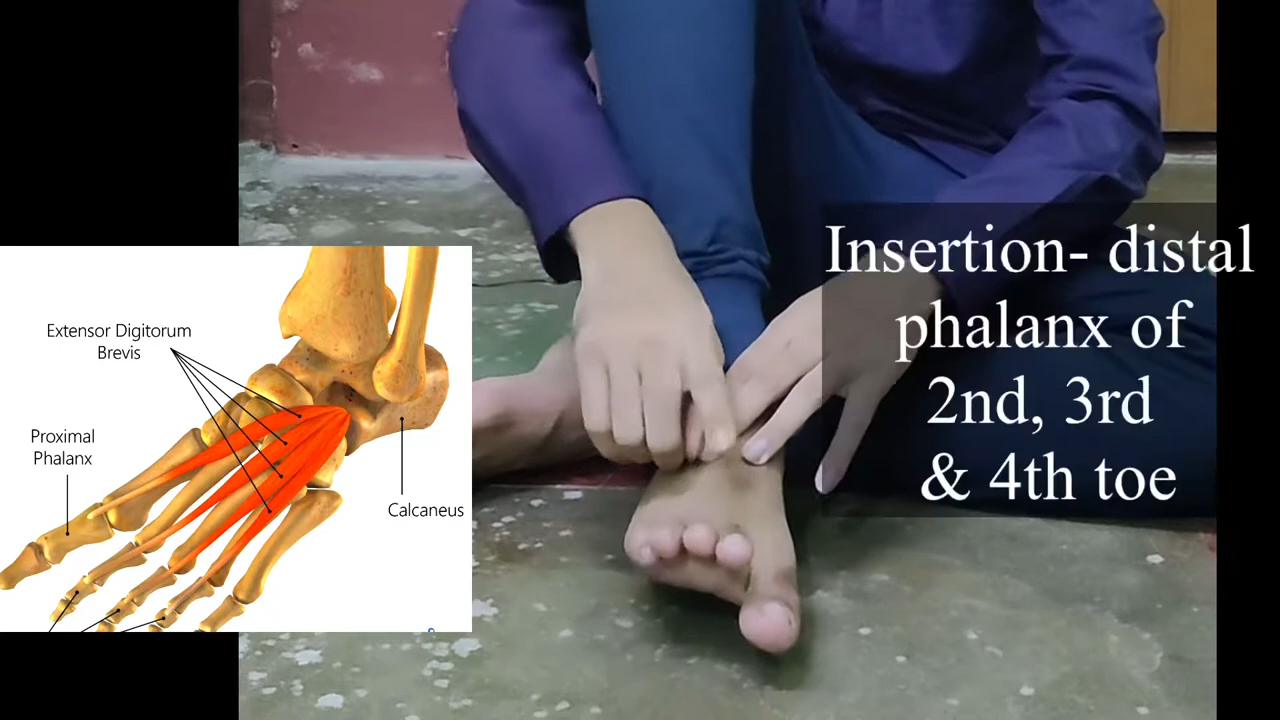 Extensor Digitorum
Brevis
Proximal
Phalanx
Calcaneus
Insertion- distal
phalanx of
2nd, 3rd
& 4th toe